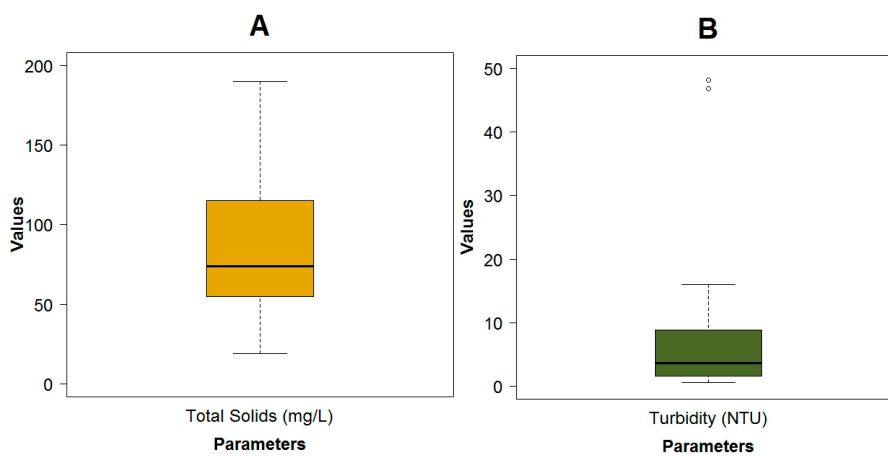 A
Values
200
150
100
50
0
Total Solids (mg/L)
Parameters
B
Values
50
40
30
20
10
0
Turbidity (NTU)
Parameters